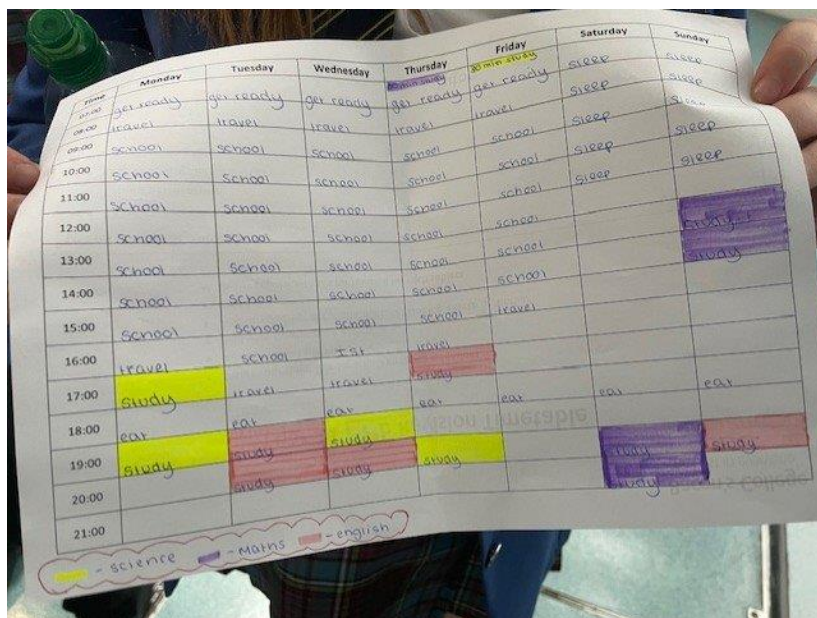 Time Monday Tuesday Wednesday Thursday Friday Saturday Sunday
min study min study
07:00 get ready get ready get ready get ready get ready sleep sleep
08:00 travel travel travel travel travel sleep sleep
09:00 school school school school school sleep sleep
10:00 school school school school school sleep sleep
11:00 school school school school school sleep sleep
12:00 school school school school school
13:00 school school school school school study
14:00 school school school school school study
15:00 school school school school travel
16:00 travel school travel
17:00 study travel travel study
18:00 eat eat eat eat eat eat eat
19:00 study study study
20:00 study study study study study study
21:00
- science - Maths - english